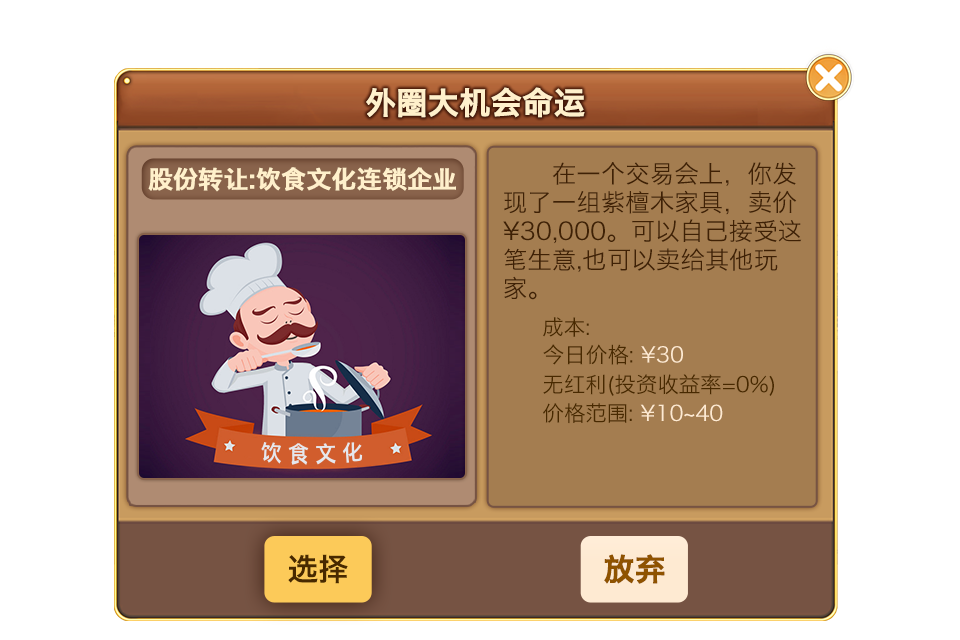 外圈大机会命运
股份转让:饮食文化连锁企业
饮食文化
在一个交易会上，你发
现了一组紫檀木家具，卖价
¥30,000。可以自己接受这
笔生意,也可以卖给其他玩
家。
成本:
今日价格: ¥30
无红利(投资收益率=0%)
价格范围: ¥10~40
选择
放弃